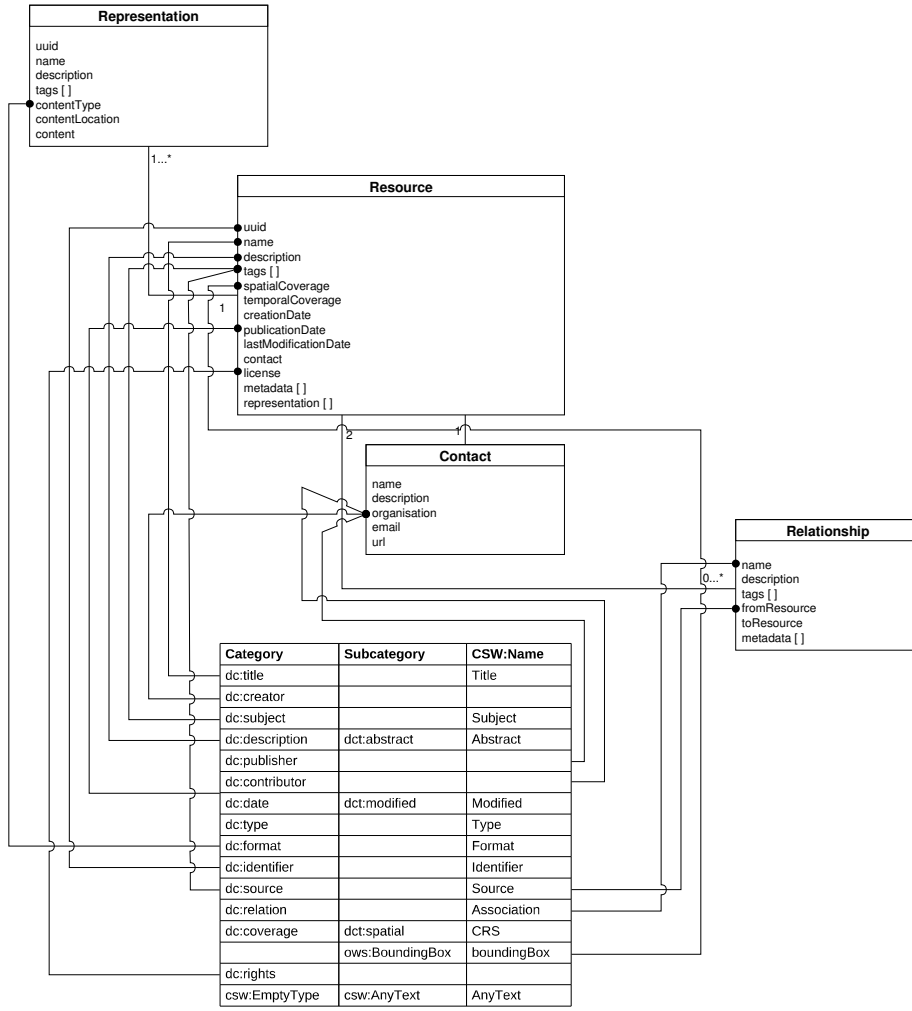 Representation
uuid
name
description
tags [ ]
contentType
contentLocation
content
1...*
Resource
uuid
name
description
tags [ ]
spatialCoverage
temporalCoverage
creationDate
publicationDate
lastModificationDate
contact
license
metadata [ ]
representation [ ]
1
2
1
Contact
name
description
organisation
email
url
Relationship
name
description
tags [ ]
fromResource
toResource
metadata [ ]
0...*
Category Subcategory CSW:Name
dc:title Title
dc:creator
dc:subject Subject
dc:description dct:abstract Abstract
dc:publisher
dc:contributor
dc:date dct:modified Modified
dc:type Type
dc:format Format
dc:identifier Identifier
dc:source Source
dc:relation Association
dc:coverage dct:spatial CRS
ows:BoundingBox boundingBox
dc:rights
csw:EmptyType csw:AnyText AnyText